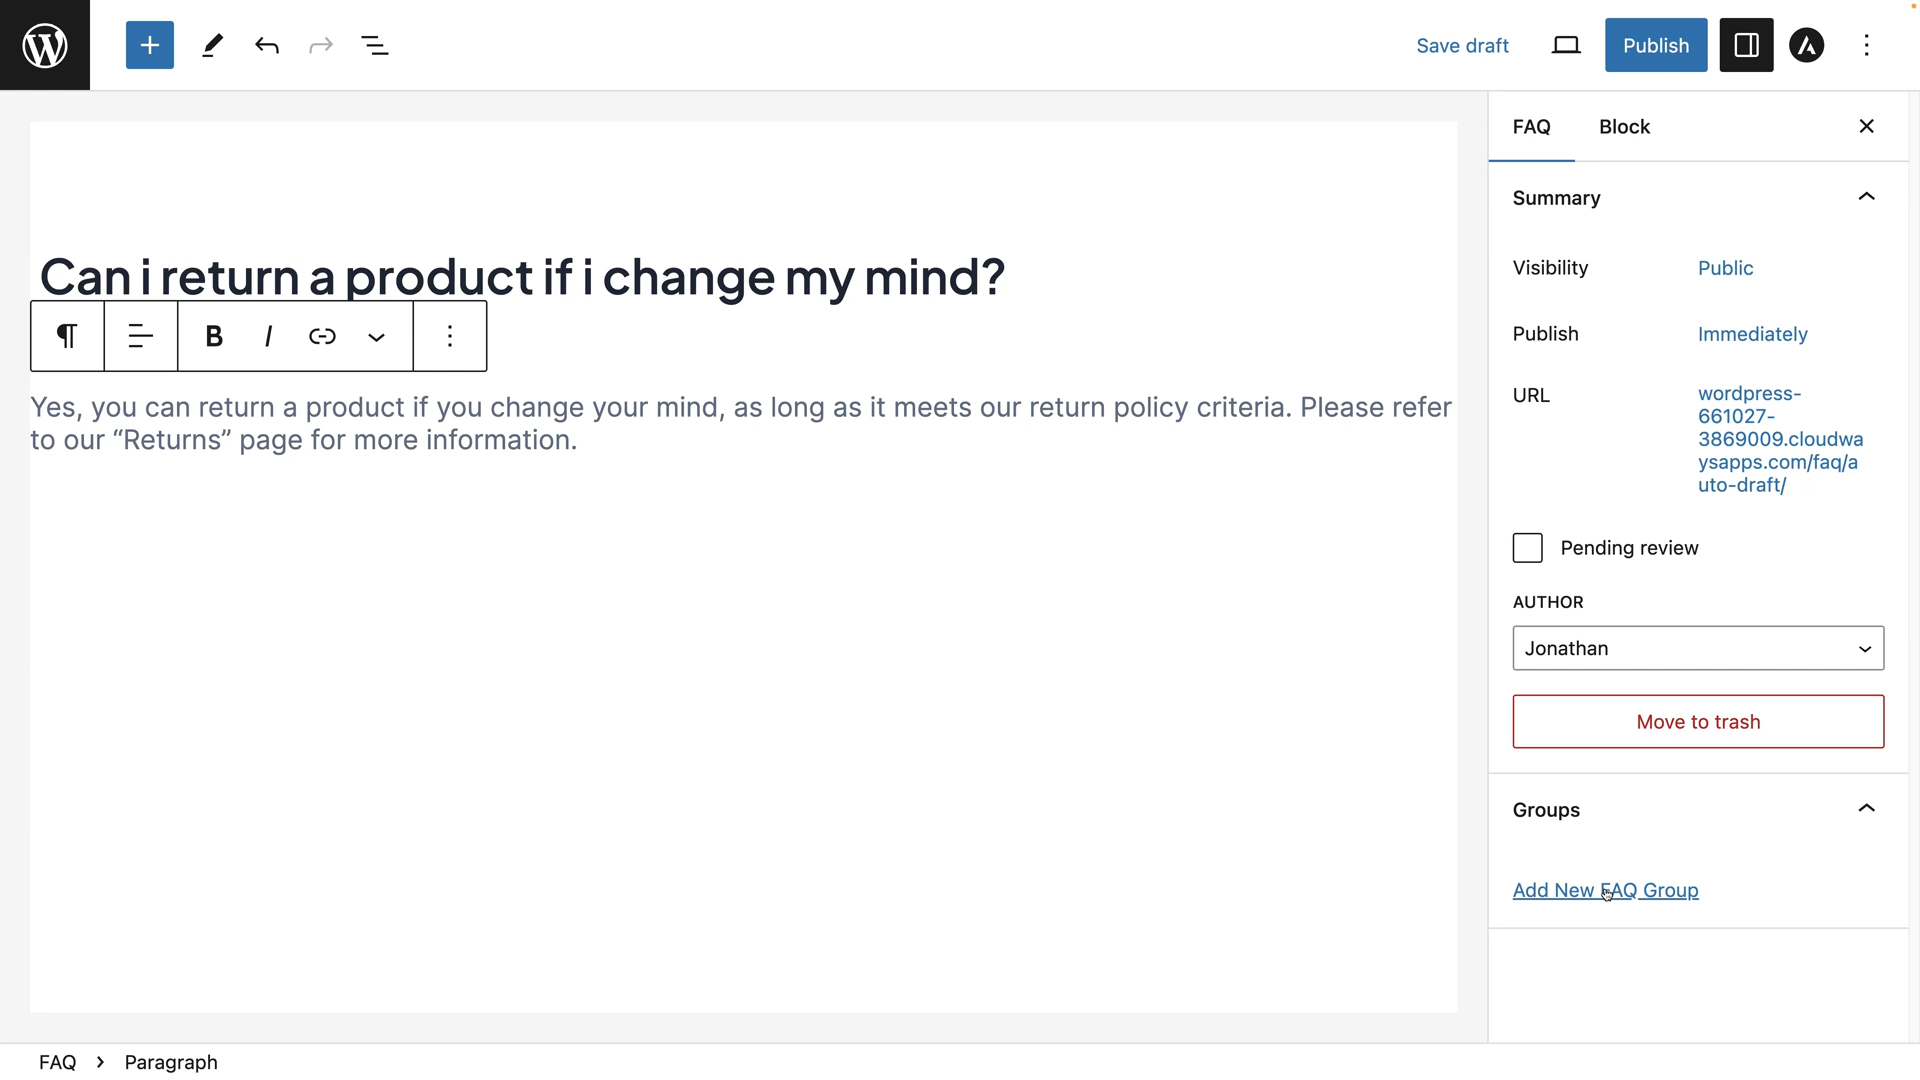 Save draft
Publish
FAQ
Block
Summary
Can i return a product if i change my mind?
Visibility
Public
B I
Publish
Immediately
Yes, you can return a product if you change your mind, as long as it meets our return policy criteria. Please refer
to our “Returns” page for more information.
URL
wordpress-
661027-
3869009.cloudwa
ysapps.com/faq/a
uto-draft/
Pending review
AUTHOR
Jonathan
Move to trash
Groups
Add New FAQ Group
FAQ
Paragraph